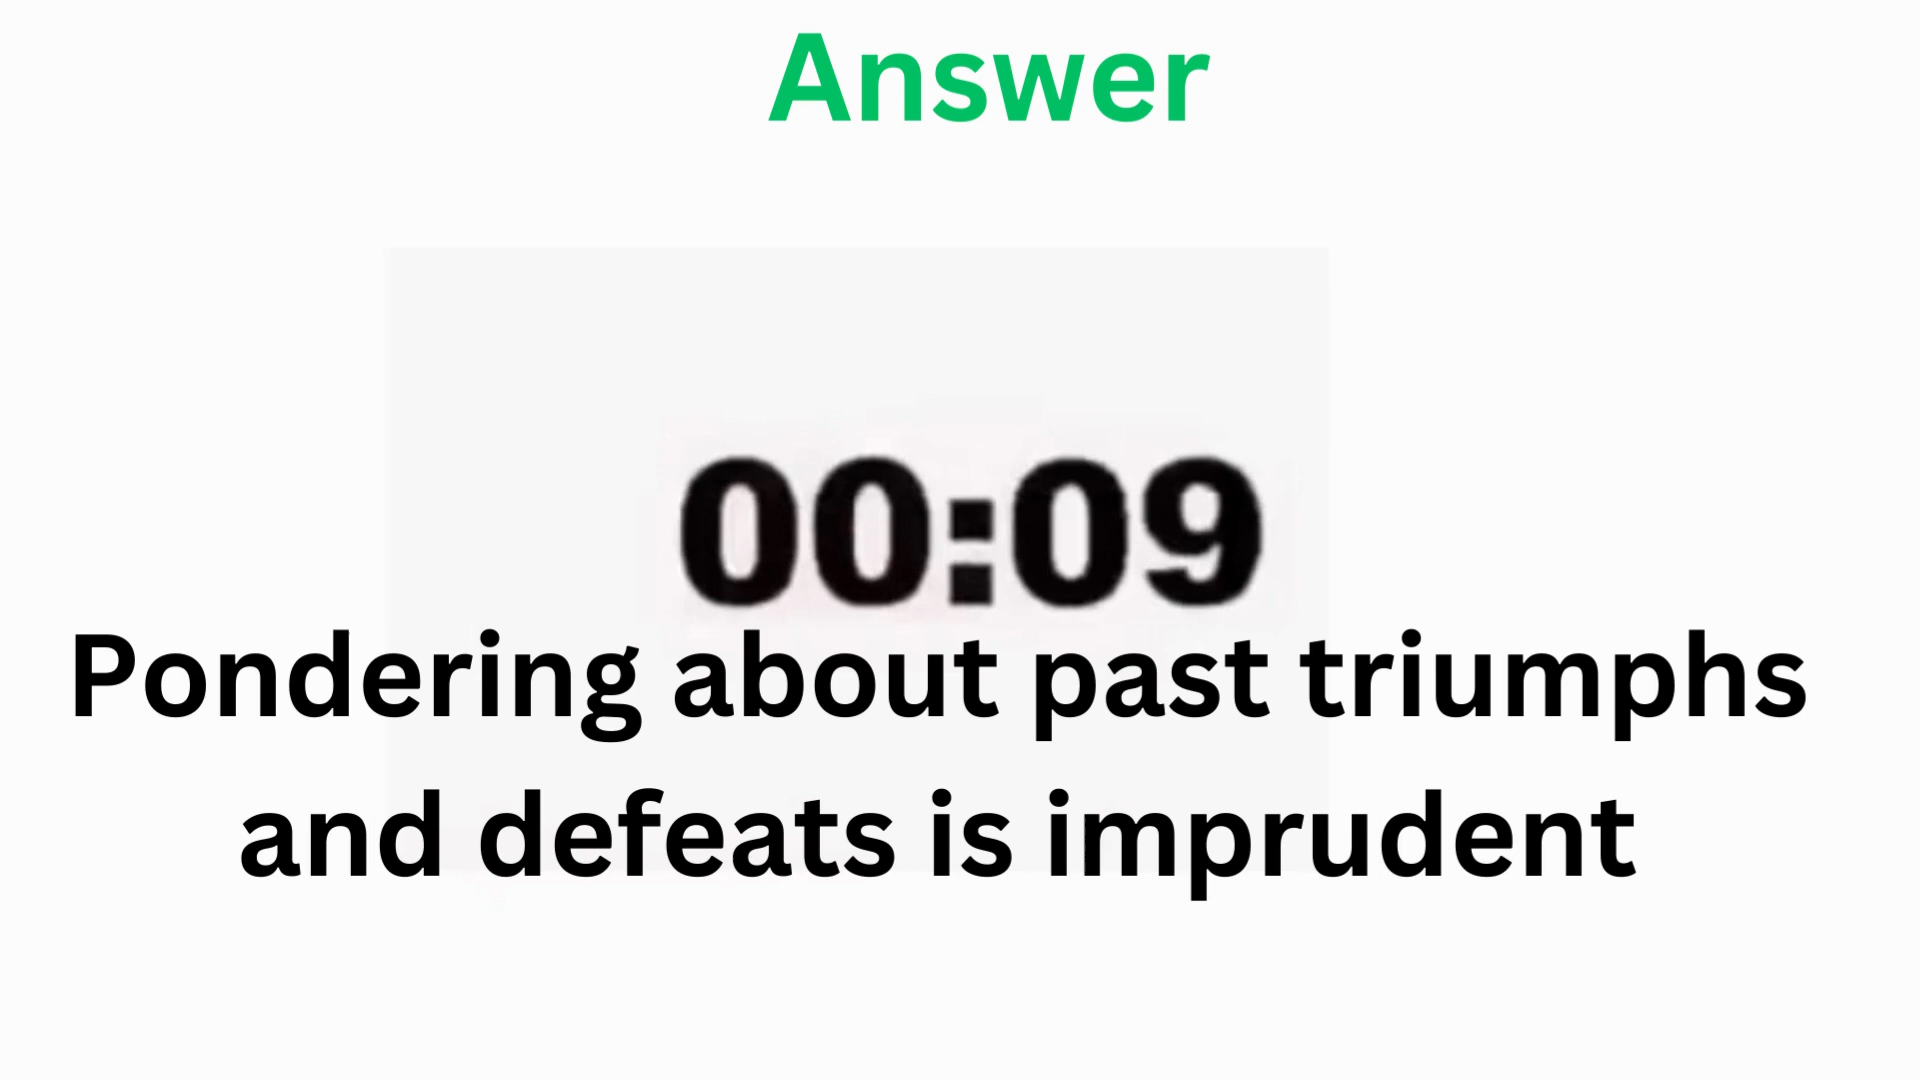 Answer
00:09
Pondering about past triumphs
and defeats is imprudent